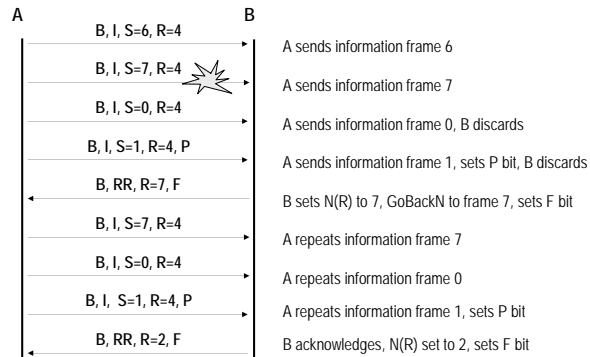 A B
B, I, S=6, R=4
A sends information frame 6
B, I, S=7, R=4
A sends information frame 7
B, I, S=0, R=4
A sends information frame 0, B discards
B, I, S=1, R=4, P
A sends information frame 1, sets P bit, B discards
B, RR, R=7, F
B sets N(R) to 7, GoBackN to frame 7, sets F bit
B, I, S=7, R=4
A repeats information frame 7
B, I, S=0, R=4
A repeats information frame 0
B, I, S=1, R=4, P
A repeats information frame 1, sets P bit
B, RR, R=2, F
B acknowledges, N(R) set to 2, sets F bit